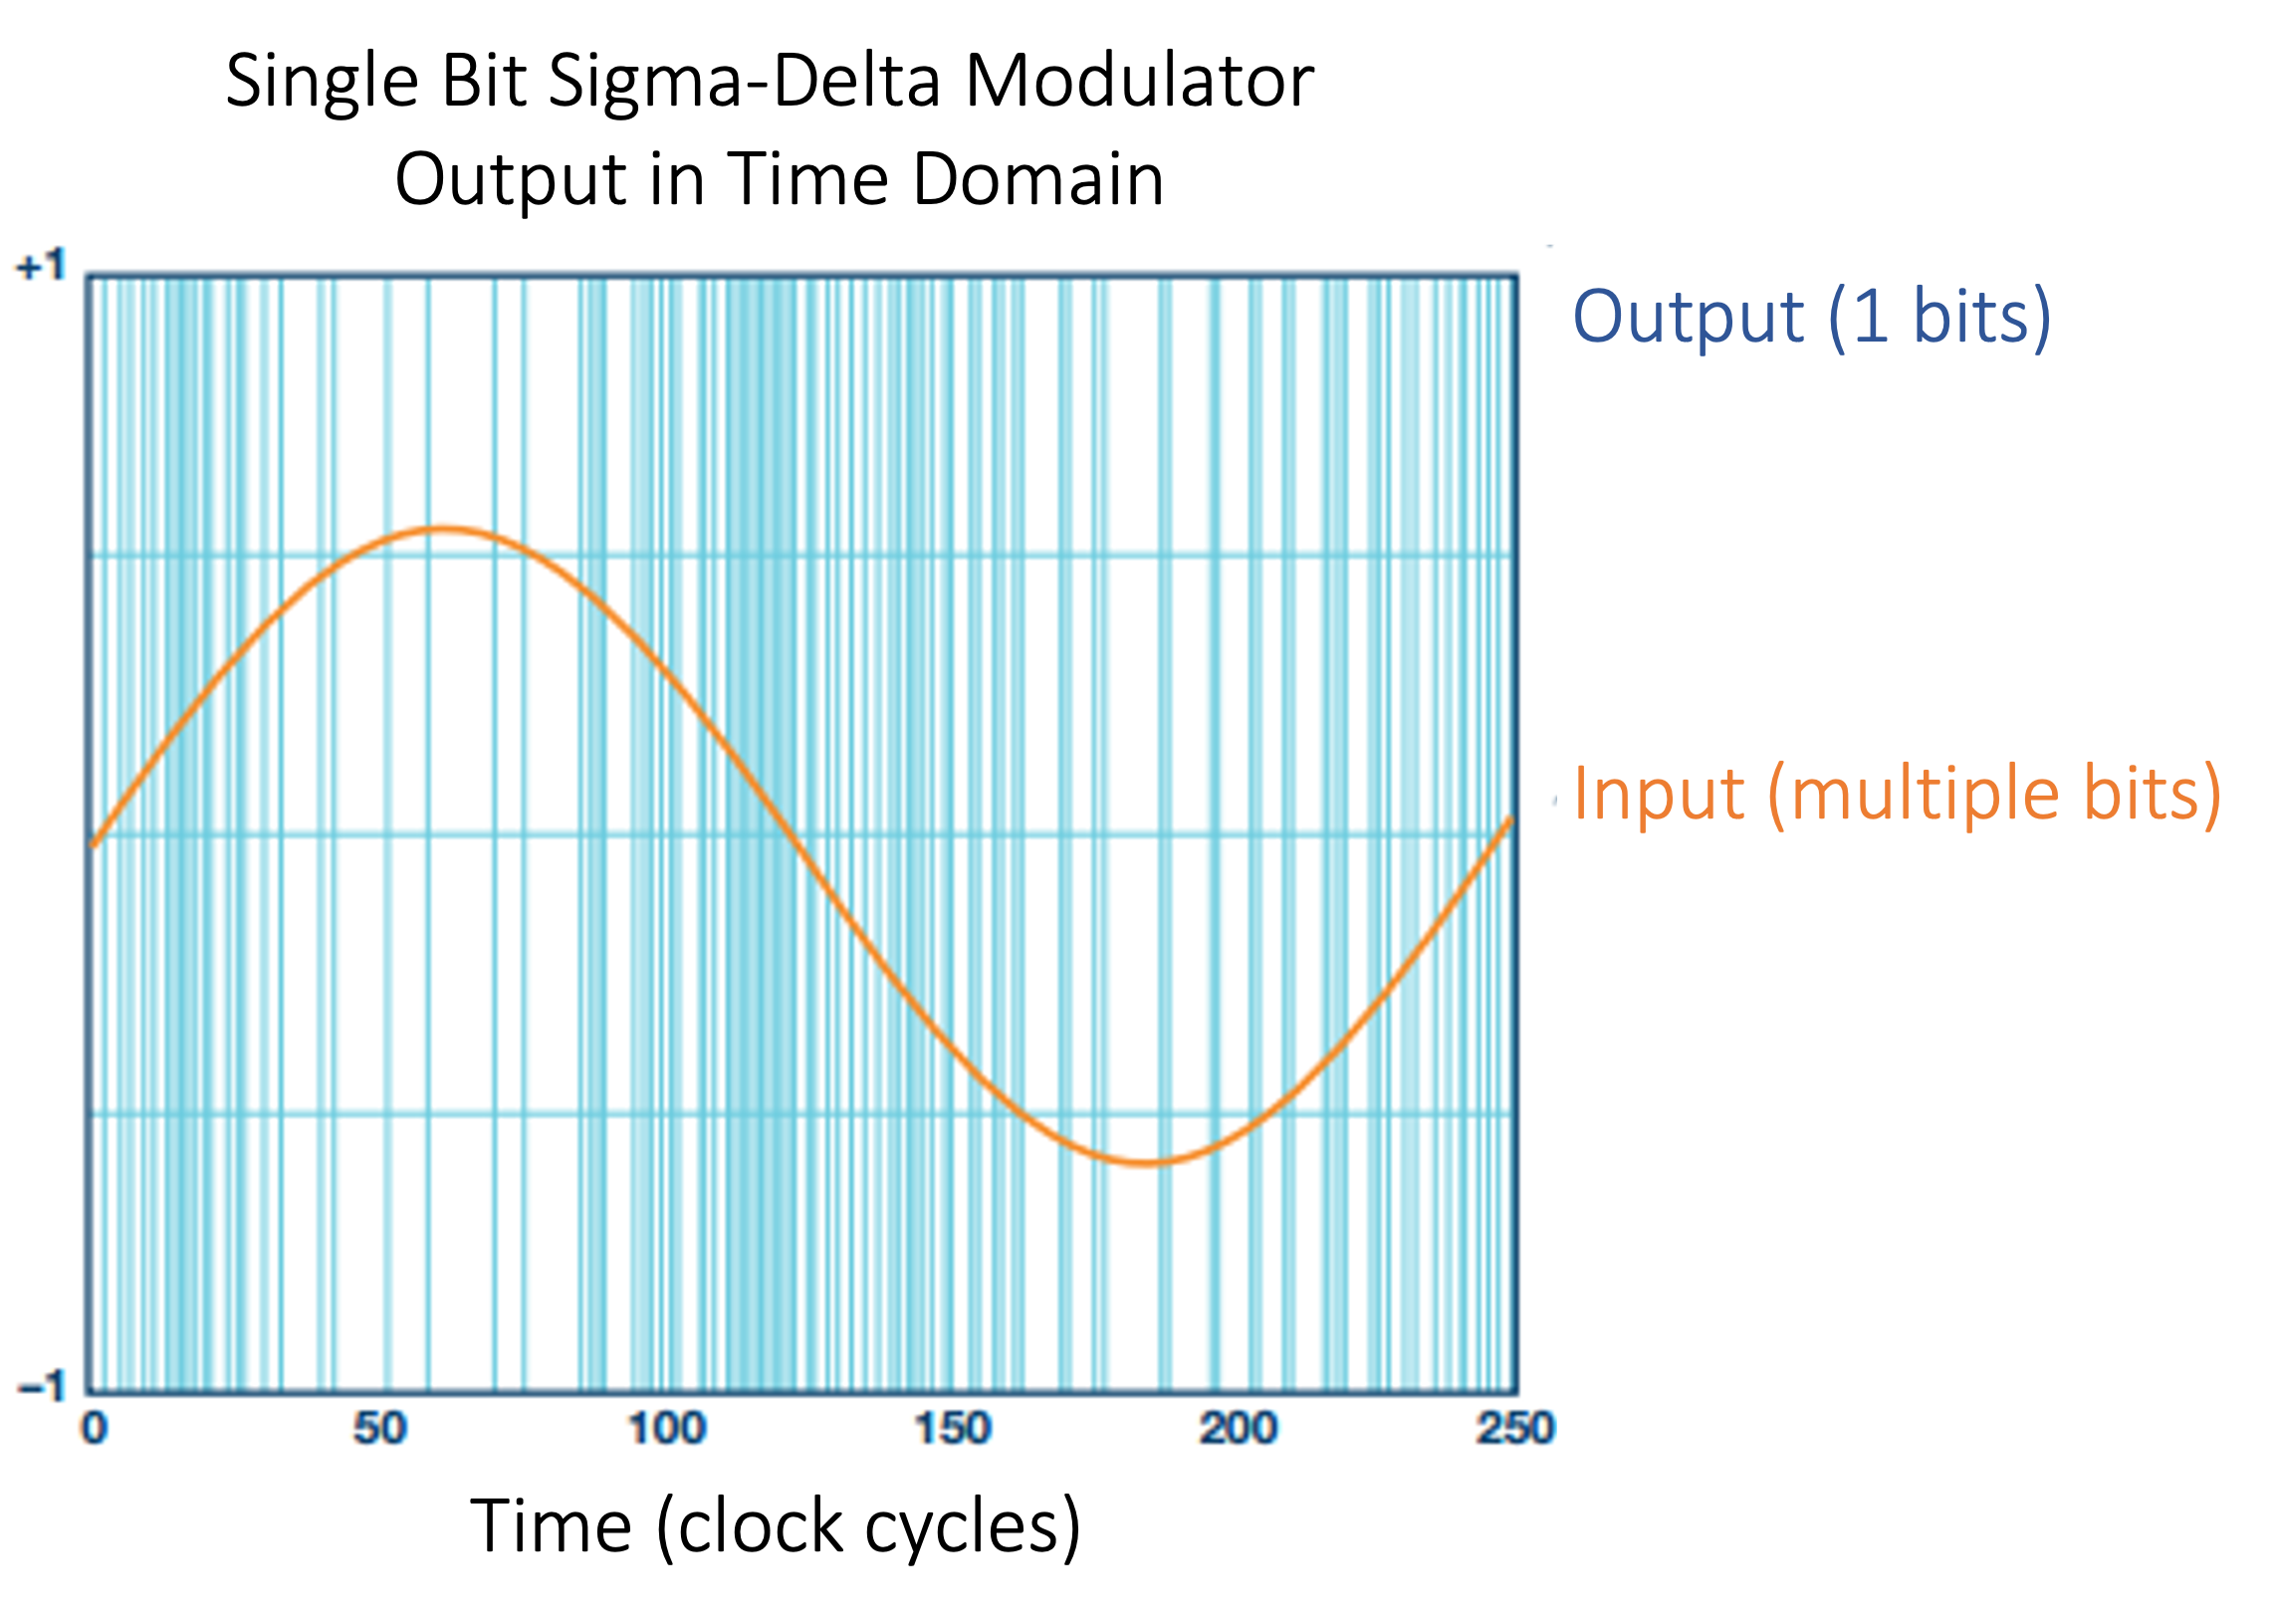 Single Bit Sigma-Delta Modulator
Output in Time Domain
+1
Output (1 bits)
Input (multiple bits)
−1
0 50 100 150 200 250
Time (clock cycles)